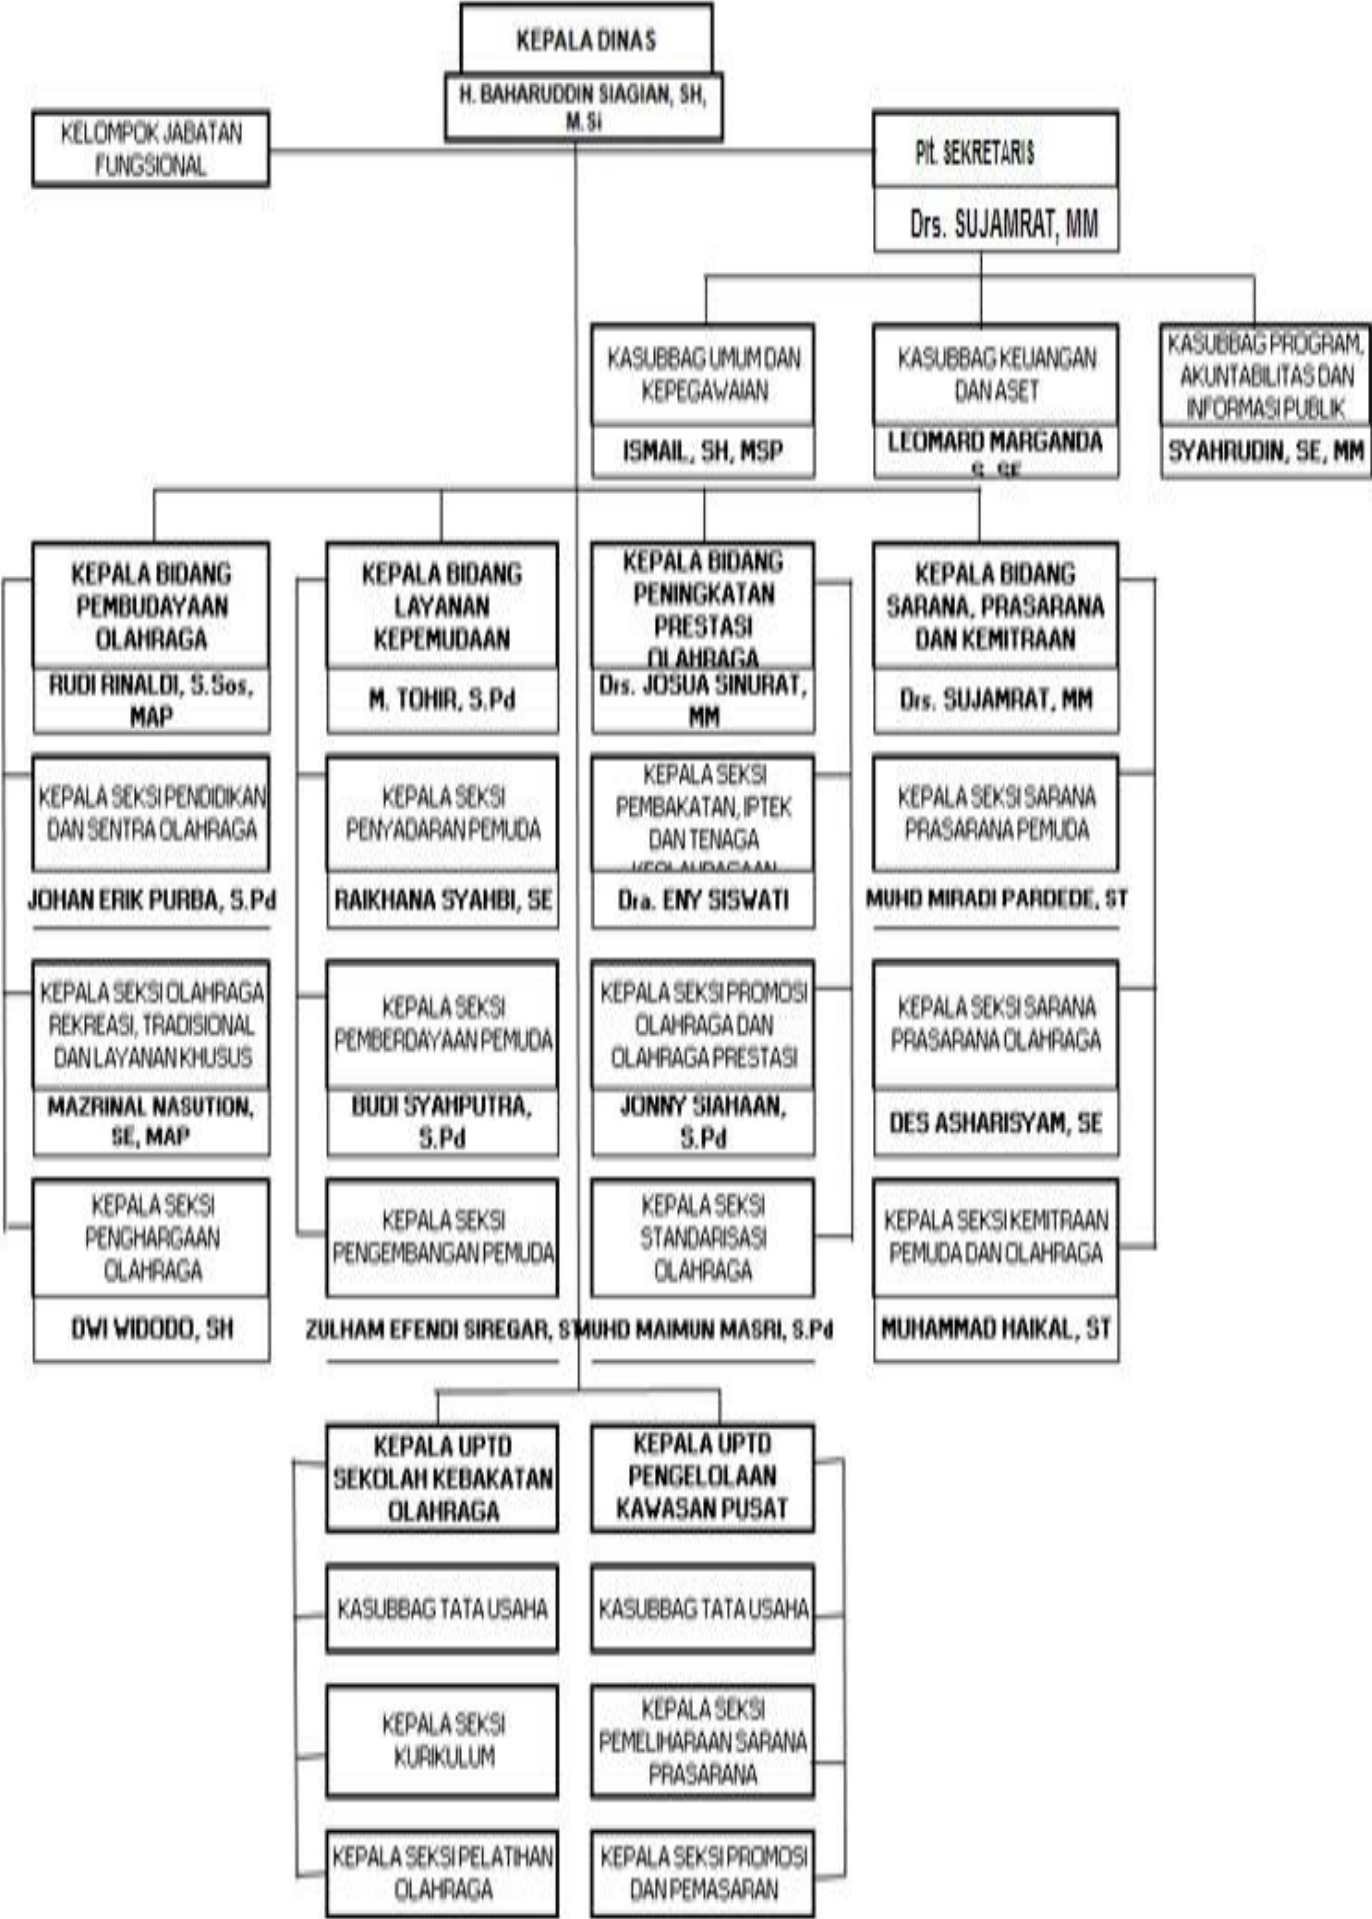 KEPALA DINAS
H. BAHARUDDIN SIAGIAN, SH,
M.Si
KELOMPOK JABATAN
FUNGSIONAL
Plt. SEKRETARIS
Drs. SUJAMRAT, MM
KASUBBAG UMUM DAN
KEPEGAWAIAN
ISMAIL, SH, MSP
KASUBBAG KEUANGAN
DAN ASET
LEOMARD MARGANDA
S, SE
KASUBBAG PROGRAM,
AKUNTABILITAS DAN
INFORMASI PUBLIK
SYAHRUDIN, SE, MM
KEPALA BIDANG
PEMBUDAYAAN
OLAHRAGA
RUDI RINALDI, S.Sos,
MAP
KEPALA SEKSI PENDIDIKAN
DAN SENTRA OLAHRAGA
JOHAN ERIK PURBA, S.Pd
KEPALA SEKSI OLAHRAGA
REKREASI, TRADISIONAL
DAN LAYANAN KHUSUS
MAZRINAL NASUTION,
SE, MAP
KEPALA SEKSI
PENGHARGAAN
OLAHRAGA
DWI WIDODO, SH
KEPALA BIDANG
LAYANAN
KEPEMUDAAN
M. TOHIR, S.Pd
KEPALA SEKSI
PENYADARAN PEMUDA
RAIKHANA SYAHBI, SE
KEPALA SEKSI
PEMBERDAYAAN PEMUDA
BUDI SYAHPUTRA,
S.Pd
KEPALA SEKSI
PENGEMBANGAN PEMUDA
ZULHAM EFENDI SIREGAR,
KEPALA BIDANG
PENINGKATAN
PRESTASI
OLAHRAGA
Drs. JOSUA SINURAT,
MM
KEPALA SEKSI
PEMBAKATAN, IPTEK
DAN TENAGA
Dra. ENY SISWATI
KEPALA SEKSI PROMOSI
OLAHRAGA DAN
OLAHRAGA PRESTASI
JONNY SIAHAAN,
S.Pd
KEPALA SEKSI
STANDARISASI
OLAHRAGA
MUHD MAIMUN MASRI, S.Pd
KEPALA BIDANG
SARANA, PRASARANA
DAN KEMITRAAN
Drs. SUJAMRAT, MM
KEPALA SEKSI SARANA
PRASARANA PEMUDA
MUHD MIRADI PARDEDE, ST
KEPALA SEKSI SARANA
PRASARANA OLAHRAGA
DES ASHARISYAM, SE
KEPALA SEKSI KEMITRAAN
PEMUDA DAN OLAHRAGA
MUHAMMAD HAIKAL, ST
KEPALA UPTD
SEKOLAH KEBAKATAN
OLAHRAGA
KASUBBAG TATA USAHA
KEPALA SEKSI
KURIKULUM
KEPALA SEKSI PELATIHAN
OLAHRAGA
KEPALA UPTD
PENGELOLAAN
KAWASAN PUSAT
KASUBBAG TATA USAHA
KEPALA SEKSI
PEMELIHARAAN SARANA
PRASARANA
KEPALA SEKSI PROMOSI
DAN PEMASARAN